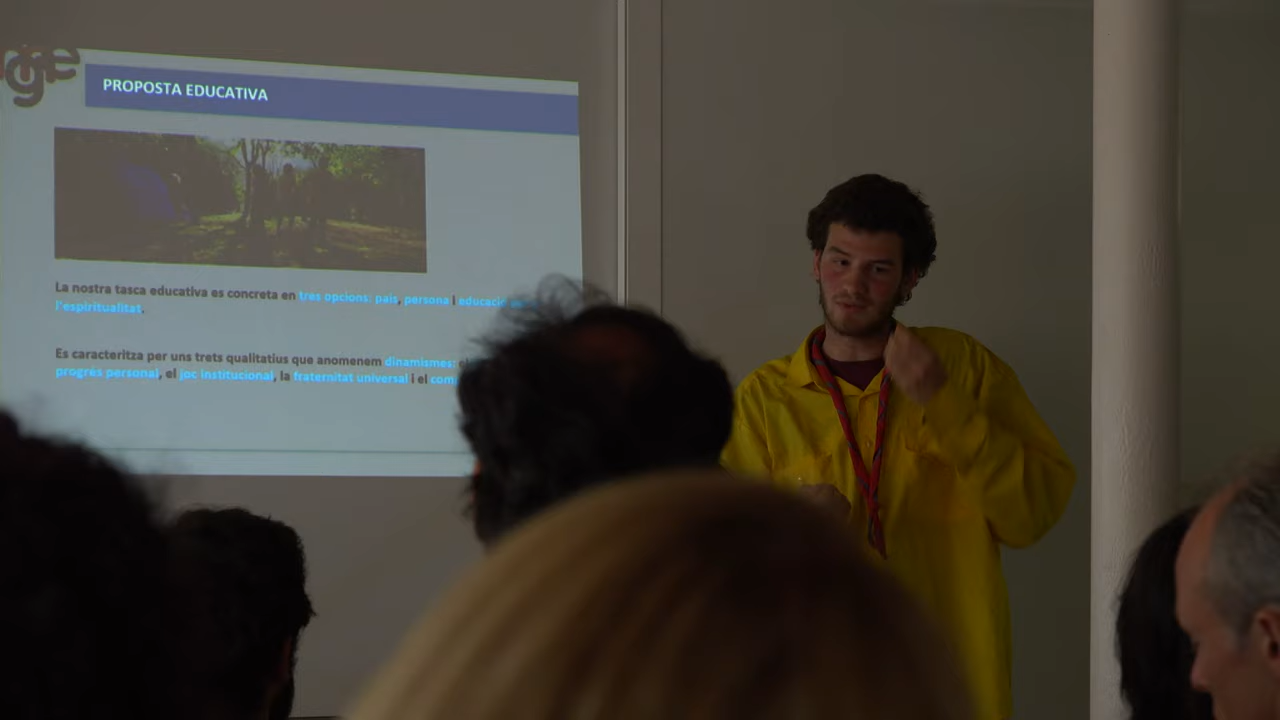 PROPOSTA EDUCATIVA
La nostra tasca educativa es concreta en tres opcions: país, persona i educació
l'espiritualitat.
Es caracteritza per uns trets qualitatius que anomenem dinamismes:
progrés personal, el joc institucional, la fraternitat universal i el